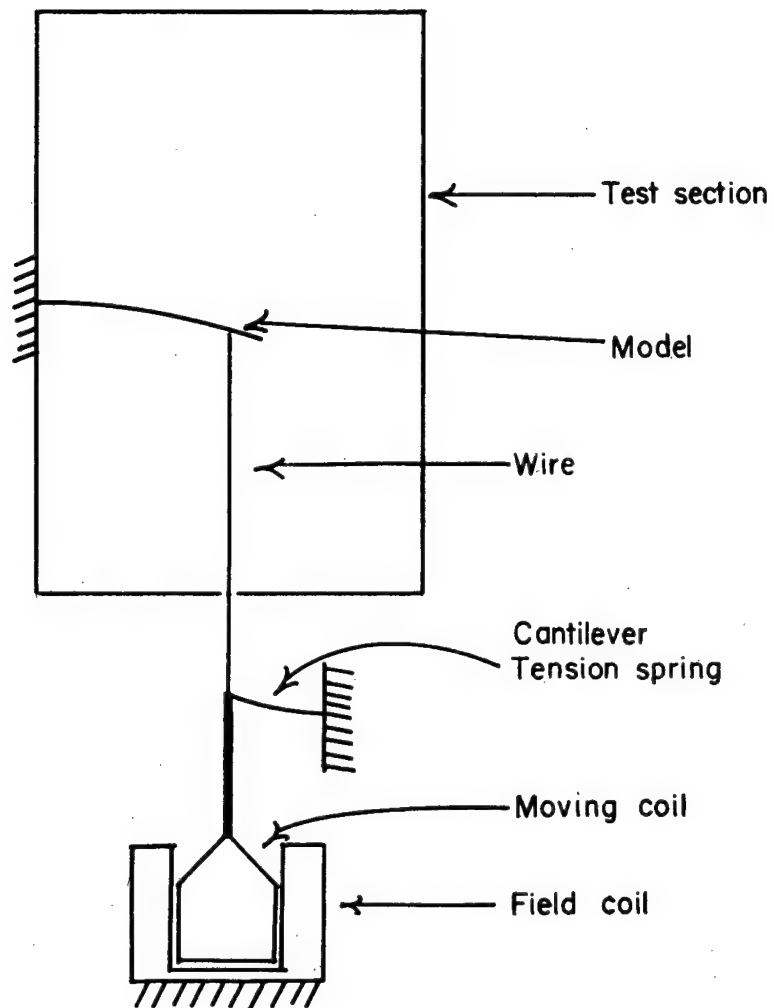 Test section
Model
Wire
Cantilever
Tension spring
Moving coil
Field coil